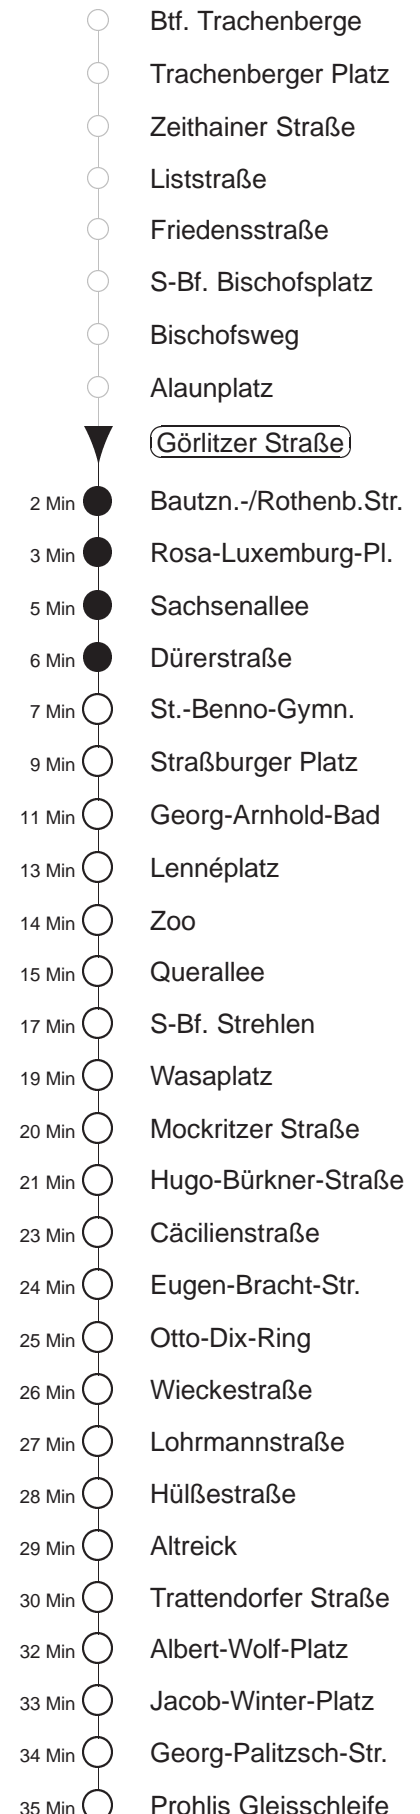 Btf. Trachenberge
Trachenberger Platz
Zeithainer Straße
Liststraße
Friedensstraße
S-Bf. Bischofsplatz
Bischofsweg
Alaunplatz
Görlitzer Straße
2 Min Bautzn.-/Rothenb.Str.
3 Min Rosa-Luxemburg-Pl.
5 Min Sachsenallee
6 Min Dürerstraße
7 Min St.-Benno-Gymn.
9 Min Straßburger Platz
11 Min Georg-Arnhold-Bad
13 Min Lennéplatz
14 Min Zoo
15 Min Querallee
17 Min S-Bf. Strehlen
19 Min Wasaplatz
20 Min Mockritzer Straße
21 Min Hugo-Bürkner-Straße
23 Min Cäcilienstraße
24 Min Eugen-Bracht-Str.
25 Min Otto-Dix-Ring
26 Min Wieckestraße
27 Min Lohrmannstraße
28 Min Hülßestraße
29 Min Altreick
30 Min Trattendorfer Straße
32 Min Albert-Wolf-Platz
33 Min Jacob-Winter-Platz
34 Min Georg-Palitzsch-Str.
35 Min Prohlis Gleisschleife